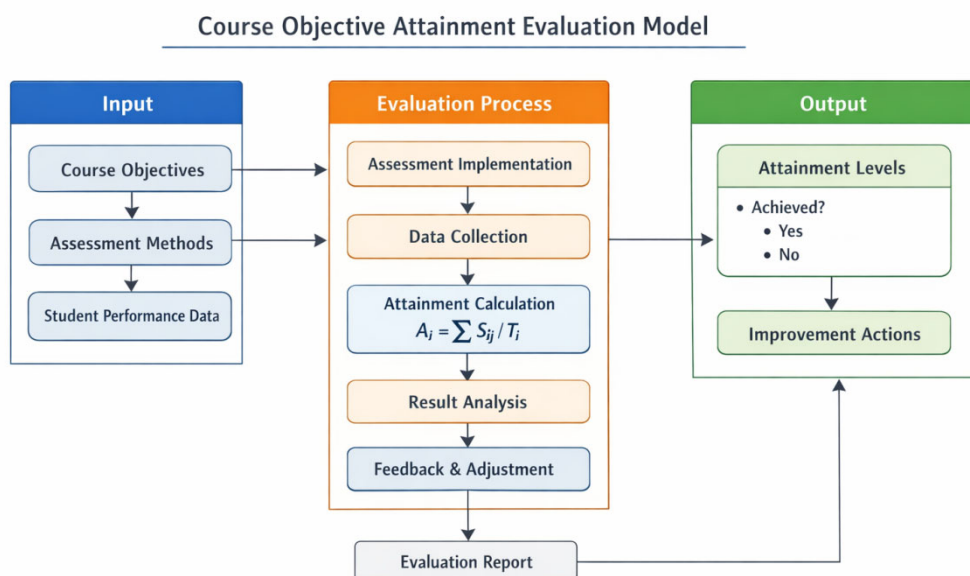 Course Objective Attainment Evaluation Model
Input
Course Objectives
Assessment Methods
Student Performance Data
Evaluation Process
Assessment Implementation
Data Collection
Attainment Calculation
A_i = ∑ S_ij / T_i
Result Analysis
Feedback & Adjustment
Evaluation Report
Output
Attainment Levels
• Achieved?
• Yes
• No
Improvement Actions